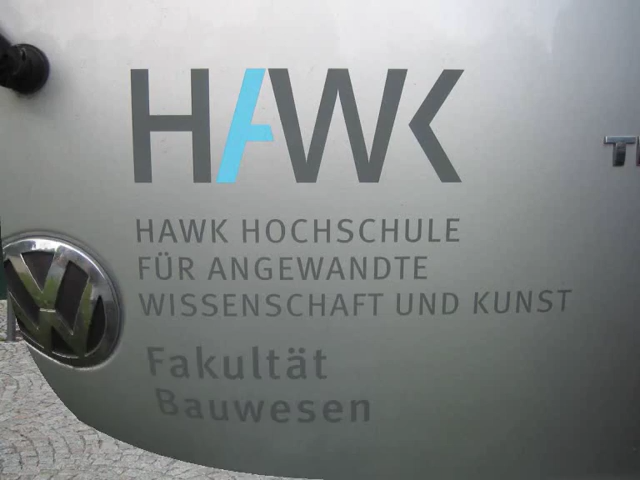 HAWK
HAWK HOCHSCHULE
FÜR ANGEWANDTE
WISSENSCHAFT UND KUNST
Fakultät
Bauwesen